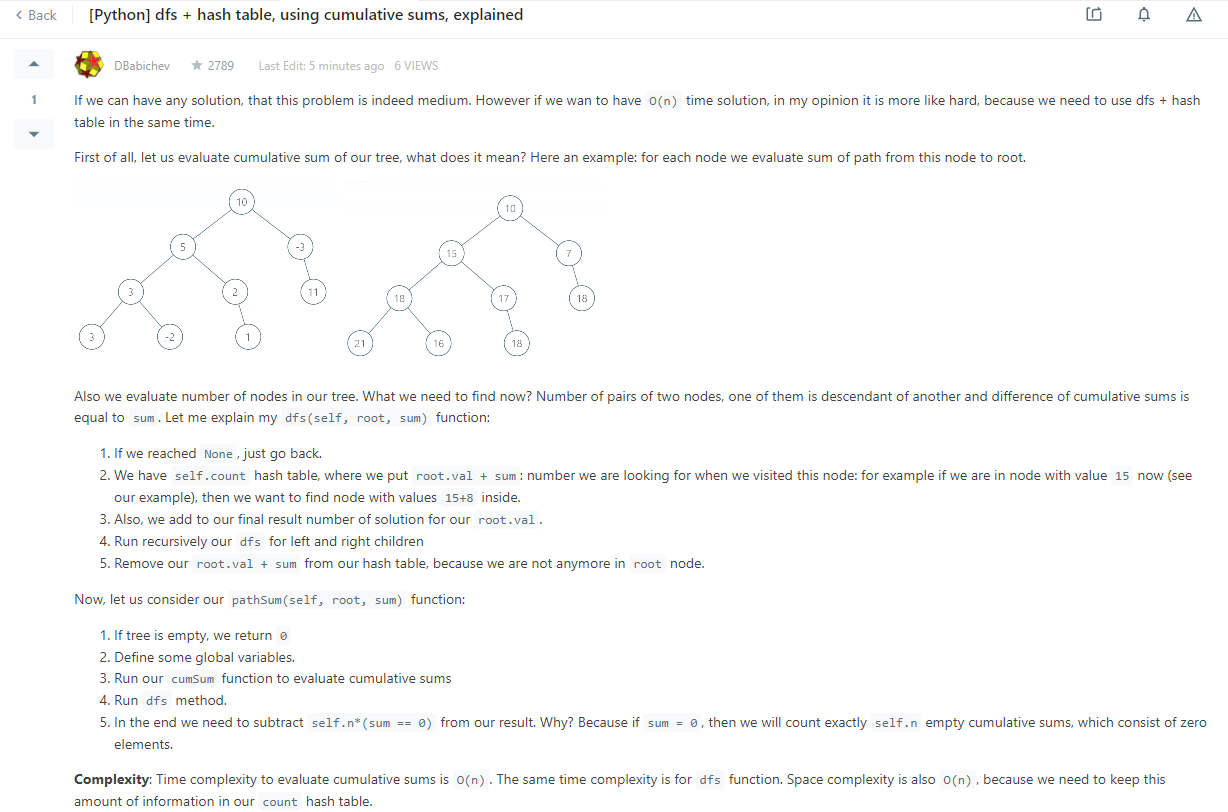 Back
[Python] dfs + hash table, using cumulative sums, explained
DBabichev 2789 Last Edit: 5 minutes ago 6 VIEWS
1
If we can have any solution, that this problem is indeed medium. However if we wan to have O(n) time solution, in my opinion it is more like hard, because we need to use dfs + hash
table in the same time.
First of all, let us evaluate cumulative sum of our tree, what does it mean? Here an example: for each node we evaluate sum of path from this node to root.
10
10
5
-3
15
7
3
2
11
18
17
18
3
-2
1
21
16
18
Also we evaluate number of nodes in our tree. What we need to find now? Number of pairs of two nodes, one of them is descendant of another and difference of cumulative sums is
equal to sum. Let me explain my dfs(self, root, sum) function:
1. If we reached None, just go back.
2. We have self.count hash table, where we put root.val + sum: number we are looking for when we visited this node: for example if we are in node with value 15 now (see
our example), then we want to find node with values 15+8 inside.
3. Also, we add to our final result number of solution for our root.val.
4. Run recursively our dfs for left and right children
5. Remove our root.val + sum from our hash table, because we are not anymore in root node.
Now, let us consider our pathSum(self, root, sum) function:
1. If tree is empty, we return 0
2. Define some global variables.
3. Run our cumSum function to evaluate cumulative sums
4. Run dfs method.
5. In the end we need to subtract self.n*(sum == 0) from our result. Why? Because if sum = 0, then we will count exactly self.n empty cumulative sums, which consist of zero
elements.
Complexity: Time complexity to evaluate cumulative sums is O(n). The same time complexity is for dfs function. Space complexity is also O(n), because we need to keep this
amount of information in our count hash table.